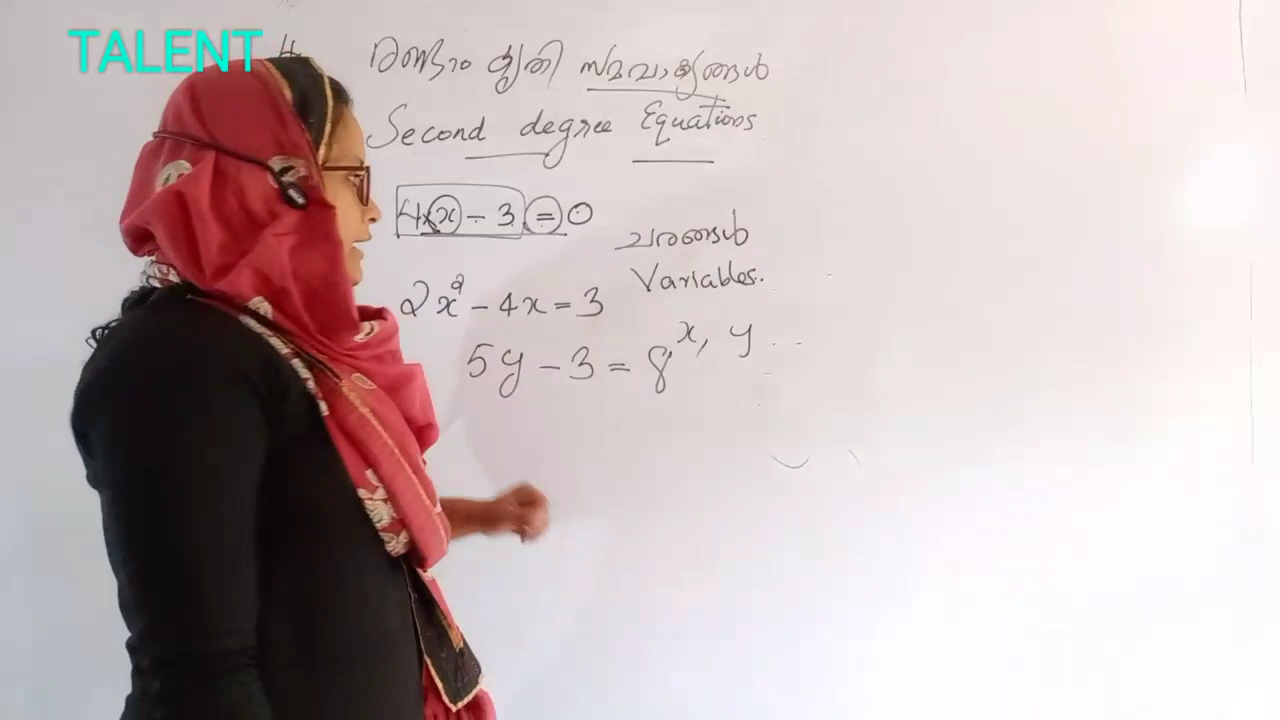 TALENT
രണ്ടാം കൃതി സമവാക്യങ്ങൾ
Second degree Equations
4x - 3 = 0
ചരങ്ങൾ
Variables.
2x² - 4x = 3
x, y ...
5y - 3 = 8